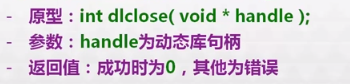 - 原型：int dlclose( void * handle );
- 参数：handle为动态库句柄
- 返回值：成功时为0，其他为错误